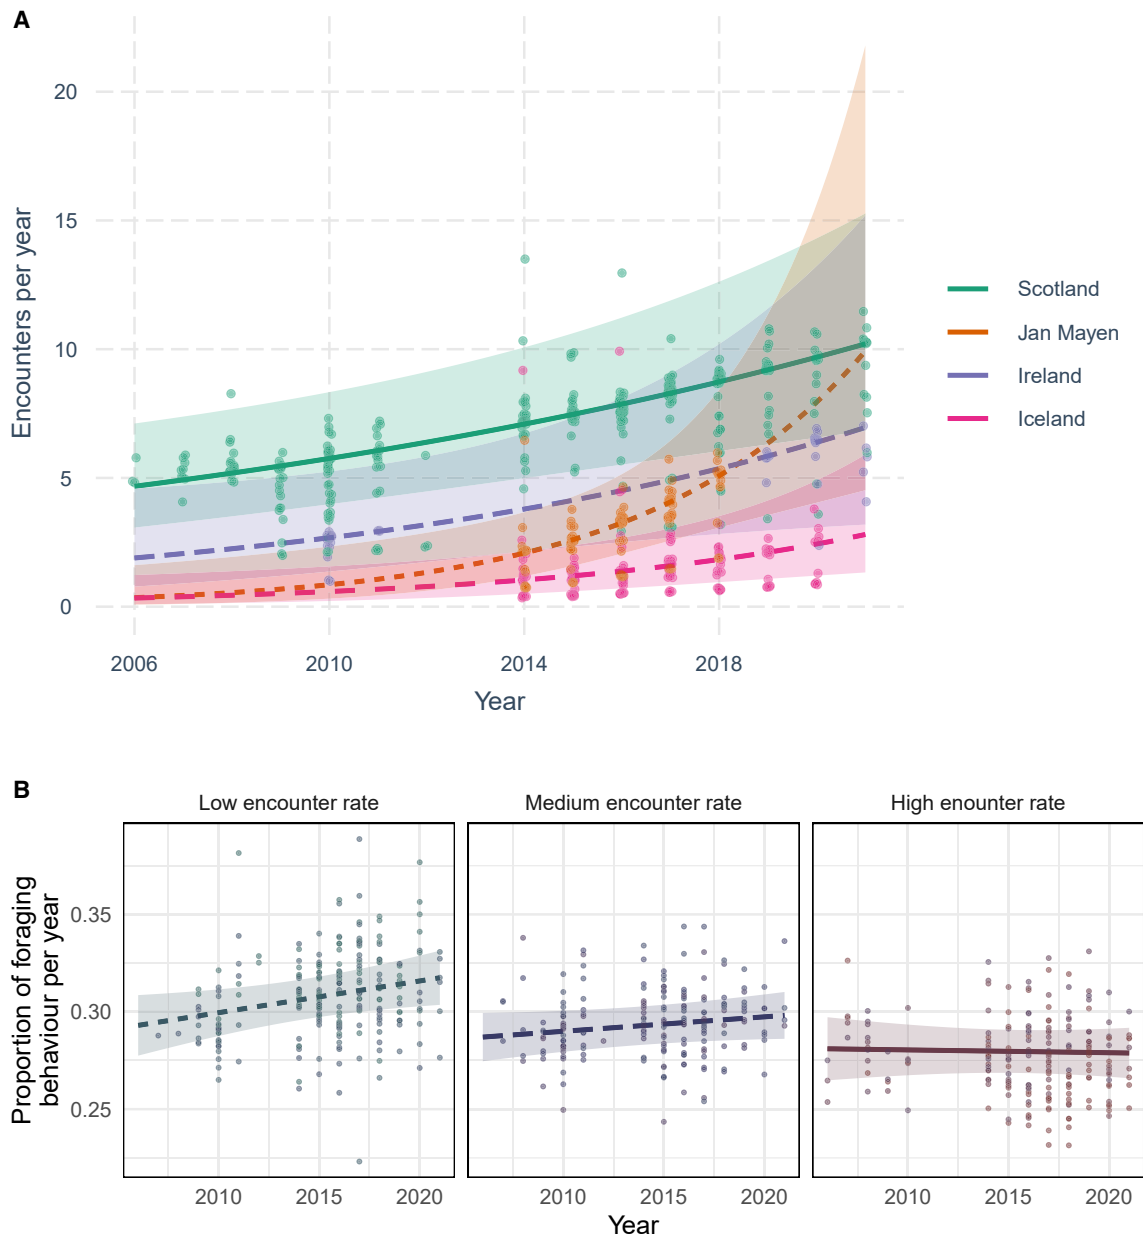 A
Encounters per year
20
15
10
5
0
2006 2010 2014 2018
Year
Scotland
Jan Mayen
Ireland
Iceland
B
Low encounter rate Medium encounter rate High enounter rate
Proportion of foraging
behaviour per year
0.35
0.30
0.25
2010 2015 2020 2010 2015 2020 2010 2015 2020
Year